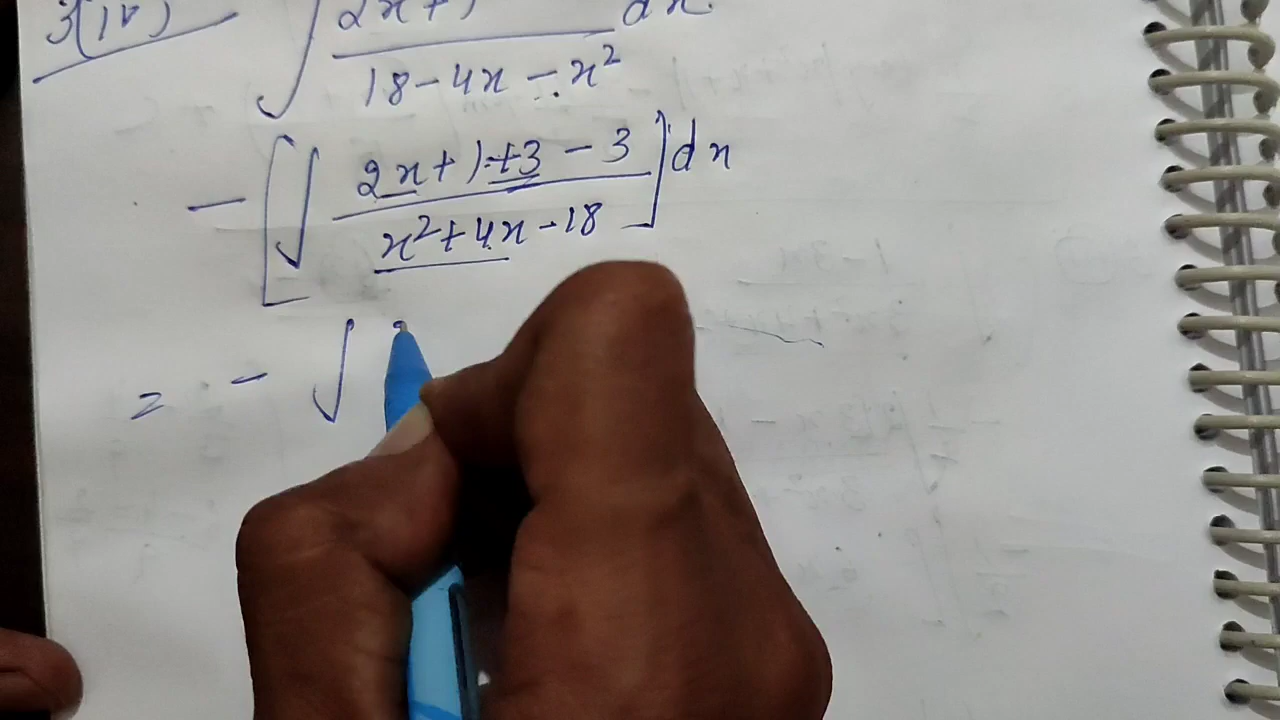 3(iv) ∫ 2x+1 / 18-4x-x² dx.
-[∫ 2x+1+3-3 / x²+4x-18] dx
= - ∫